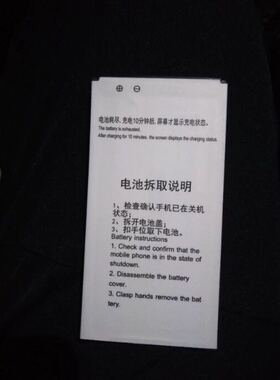 电池耗尽，充电10分钟后，屏幕才显示充电状态。
The battery is exhausted.
After charging for 10 minutes, the screen displays the charging status.
电池拆取说明
1、检查确认手机已在关机
状态；
2、拆开电池盖；
3、扣手位取下电池。
Battery instructions
1. Check and confirm that the
mobile phone is in the state of
shutdown.
2. Disassemble the battery
cover.
3. Clasp hands remove the bat
tery.